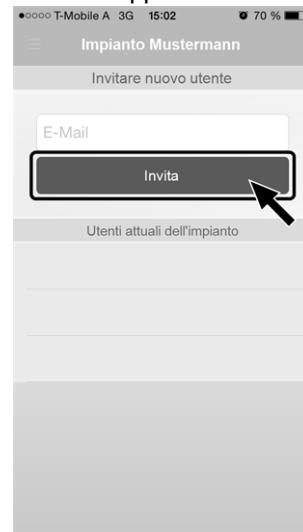 T-Mobile A 3G 15:02 70 %
Impianto Mustermann
Invitare nuovo utente
E-Mail
Invita
Utenti attuali dell'impianto